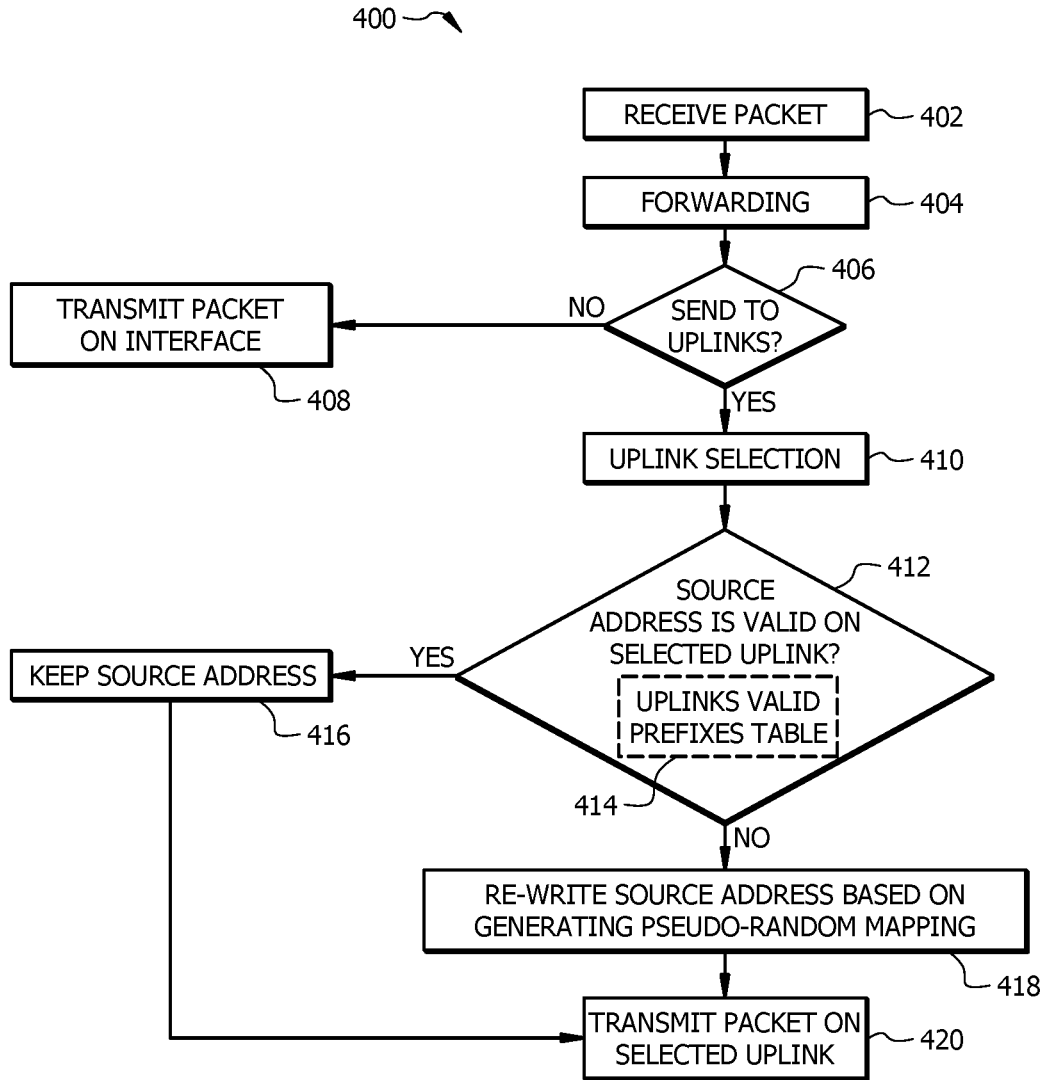 400
RECEIVE PACKET
402
FORWARDING
404
406
SEND TO
UPLINKS?
NO
TRANSMIT PACKET
ON INTERFACE
408
YES
UPLINK SELECTION
410
412
SOURCE
ADDRESS IS VALID ON
SELECTED UPLINK?
UPLINKS VALID
PREFIXES TABLE
414
YES
KEEP SOURCE ADDRESS
416
NO
RE-WRITE SOURCE ADDRESS BASED ON
GENERATING PSEUDO-RANDOM MAPPING
418
TRANSMIT PACKET ON
SELECTED UPLINK
420